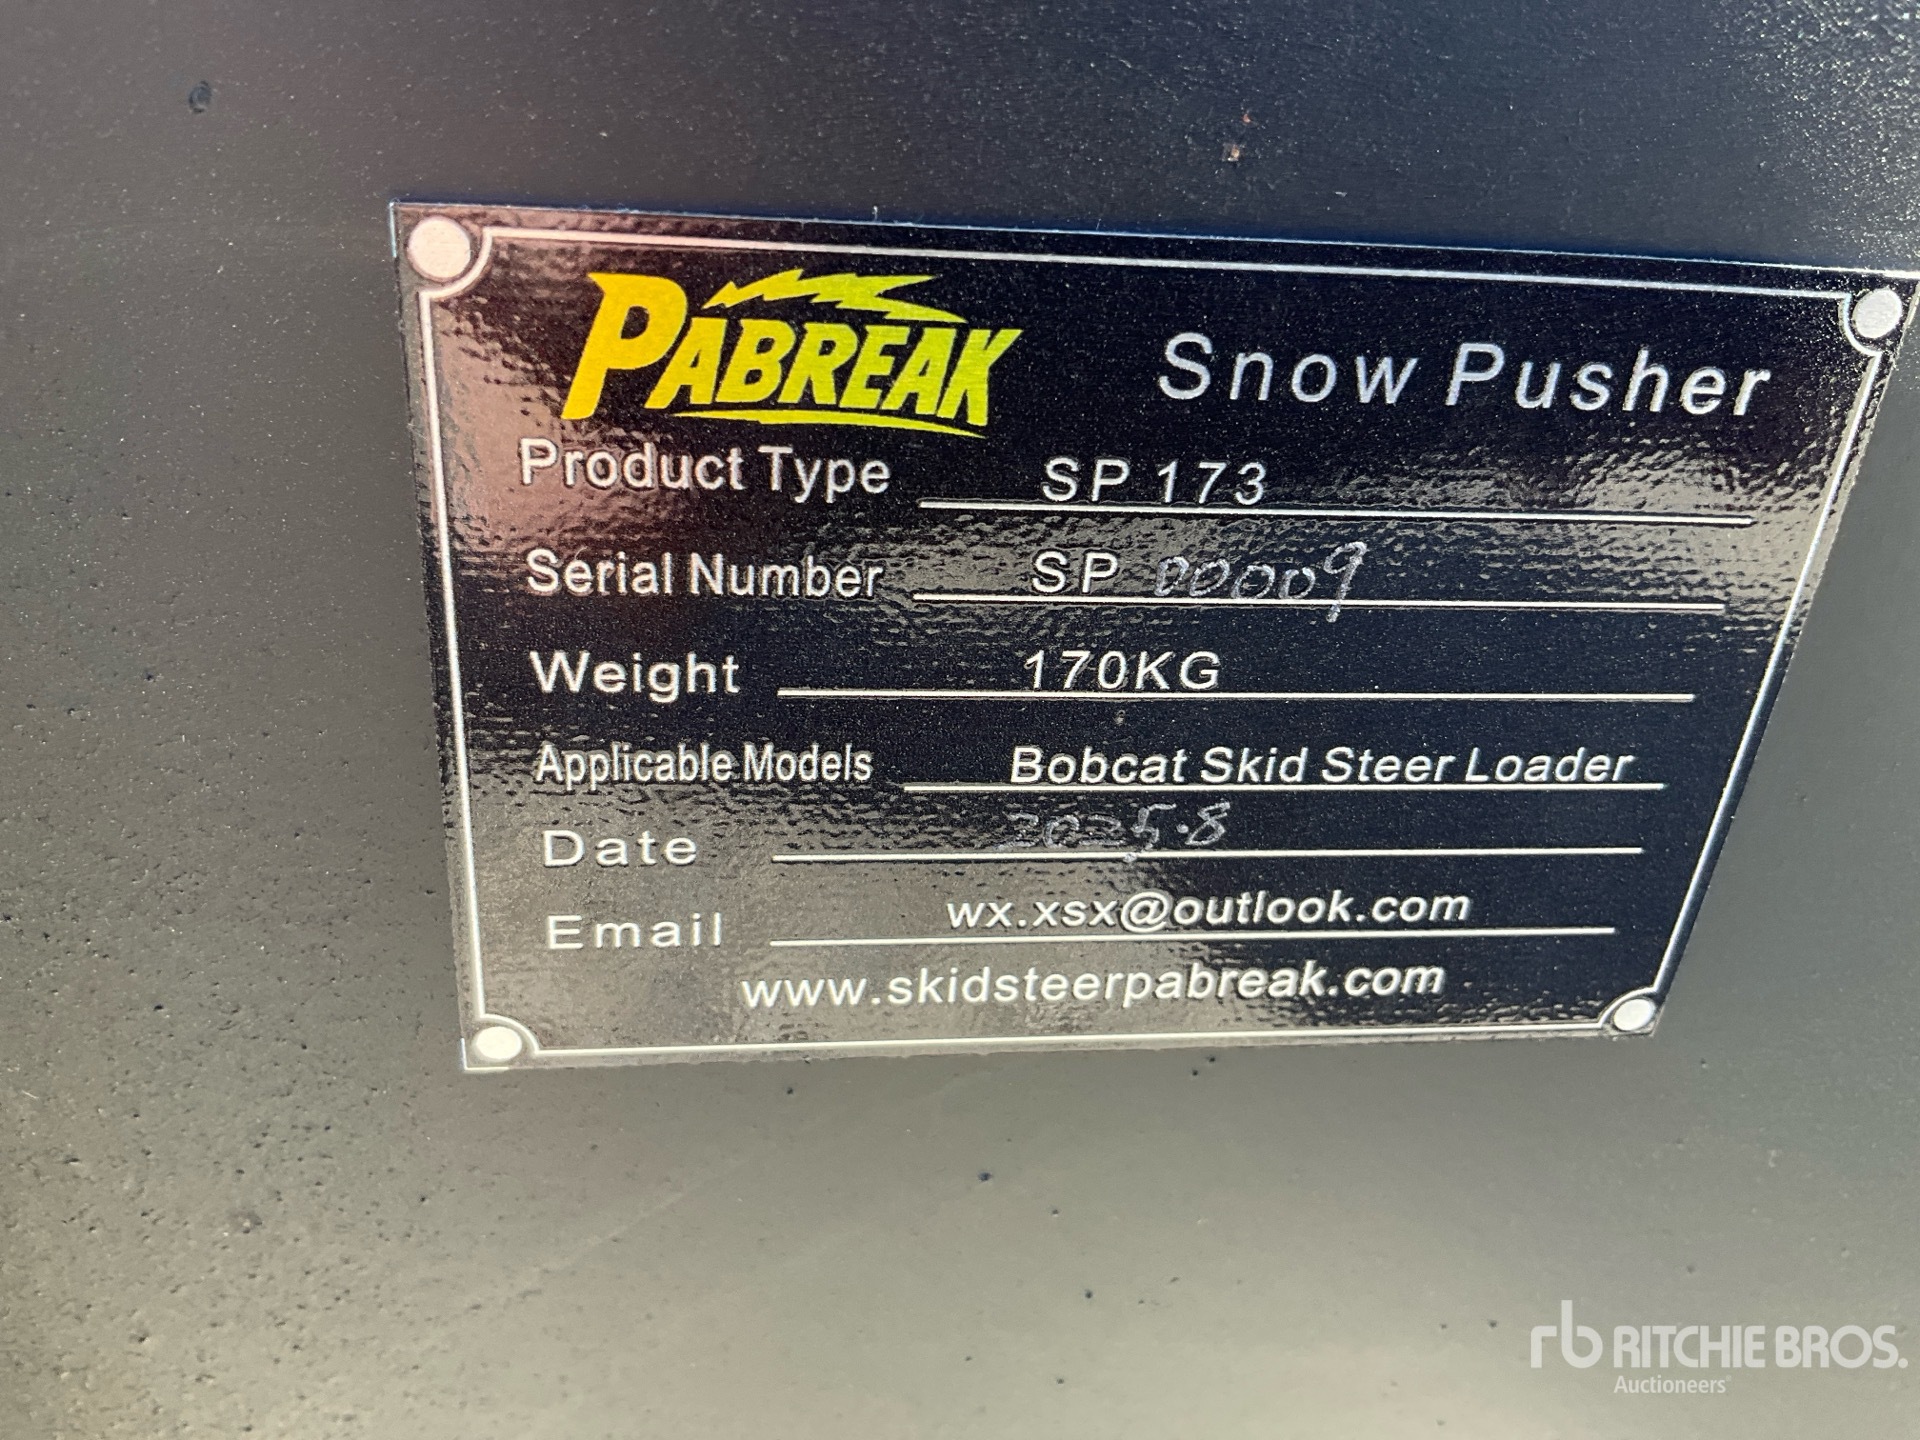 PABREAK Snow Pusher
Product Type SP 173
Serial Number SP 00009
Weight 170KG
Applicable Models Bobcat Skid Steer Loader
Date 2025.8
Email wx.xsx@outlook.com
www.skidsteerpabreak.com
rb RITCHIE BROS.
Auctioneers